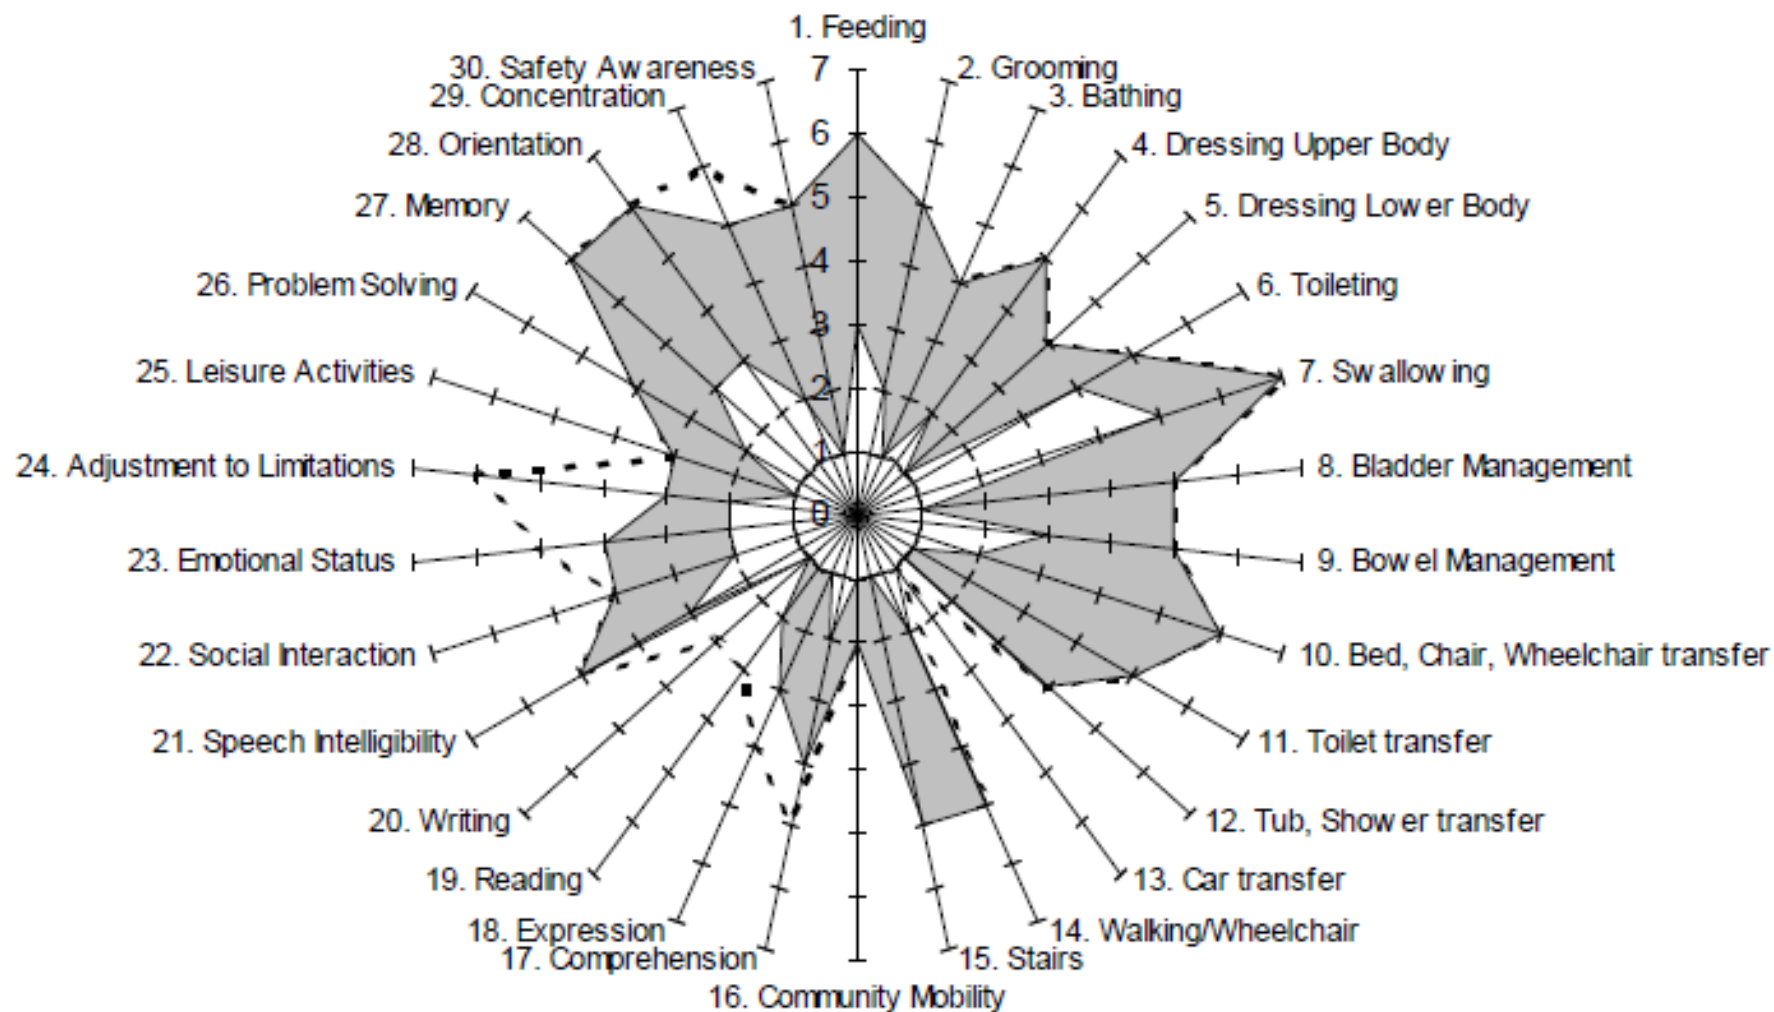 1. Feeding
30. Safety Awareness
2. Grooming
29. Concentration
3. Bathing
28. Orientation
4. Dressing Upper Body
27. Memory
5. Dressing Lower Body
26. Problem Solving
6. Toileting
25. Leisure Activities
7. Swallowing
24. Adjustment to Limitations
8. Bladder Management
23. Emotional Status
9. Bowel Management
22. Social Interaction
10. Bed, Chair, Wheelchair transfer
21. Speech Intelligibility
11. Toilet transfer
20. Writing
12. Tub, Shower transfer
19. Reading
13. Car transfer
18. Expression
14. Walking/Wheelchair
17. Comprehension
15. Stairs
16. Community Mobility
7
6
5
4
3
2
1
0